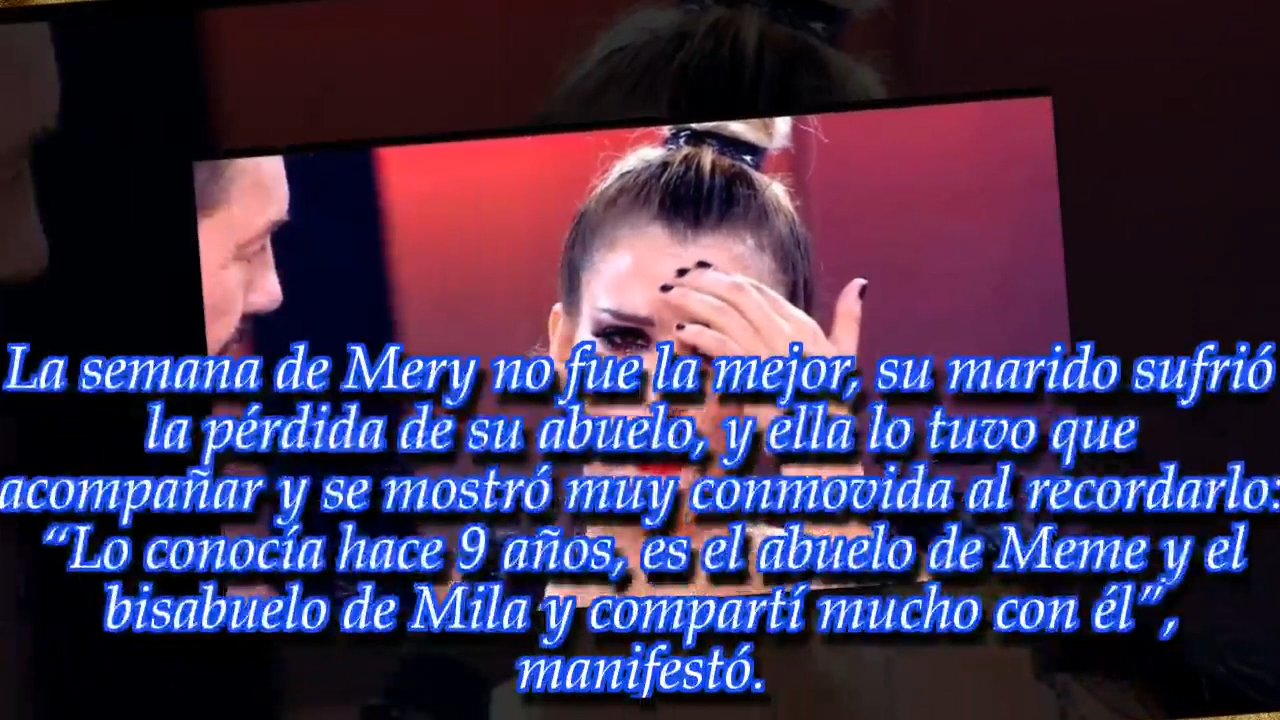 La semana de Mery no fue la mejor, su marido sufrió
la pérdida de su abuelo, y ella lo tuvo que
acompañar y se mostró muy conmovida al recordarlo:
“Lo conocía hace 9 años, es el abuelo de Meme y el
bisabuelo de Mila y compartí mucho con él”,
manifestó.